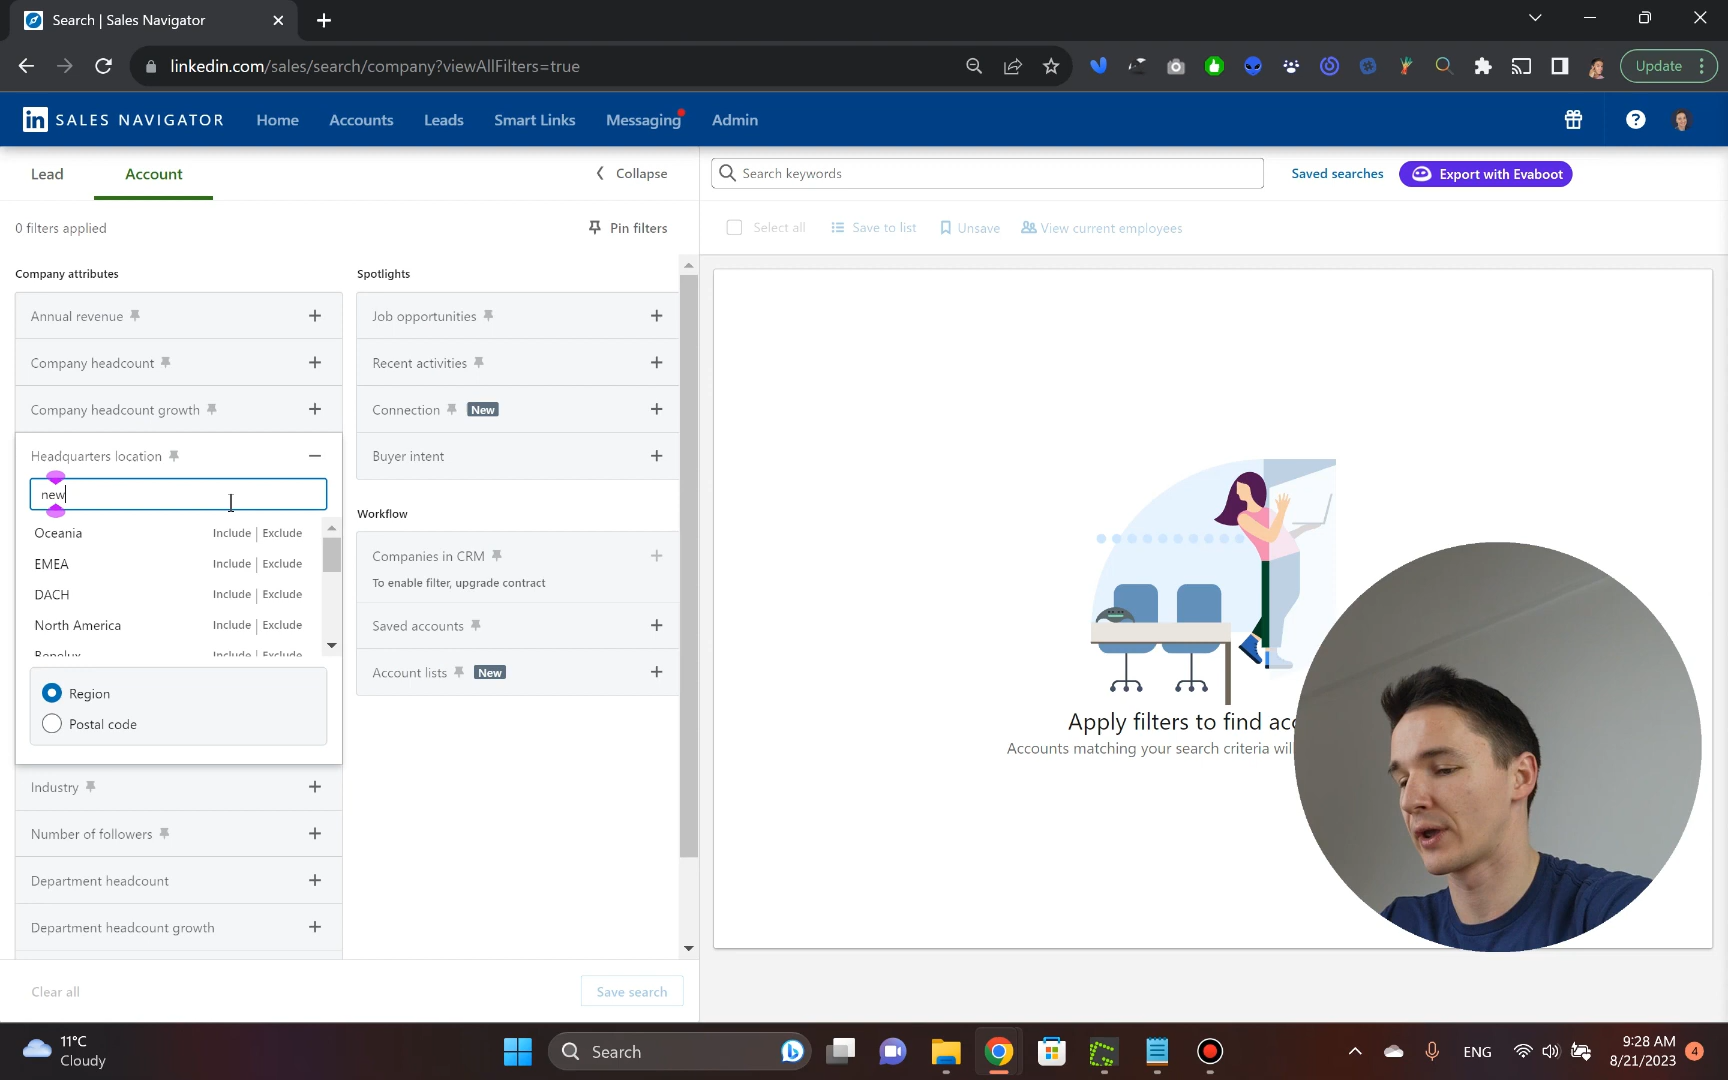 Search | Sales Navigator
linkedin.com/sales/search/company?viewAllFilters=true
Update
in SALES NAVIGATOR
Home
Accounts
Leads
Smart Links
Messaging
Admin
Lead
Account
Collapse
Search keywords
Saved searches
Export with Evaboot
0 filters applied
Pin filters
Select all
Save to list
Unsave
View current employees
Company attributes
Annual revenue
Company headcount
Company headcount growth
Headquarters location
new
Oceania Include | Exclude
EMEA Include | Exclude
DACH Include | Exclude
North America Include | Exclude
Benelux Include | Exclude
Region
Postal code
Industry
Number of followers
Department headcount
Department headcount growth
Spotlights
Job opportunities
Recent activities
Connection New
Buyer intent
Workflow
Companies in CRM
To enable filter, upgrade contract
Saved accounts
Account lists New
Apply filters to find acc
Accounts matching your search criteria wil
Clear all
Save search
11°C
Cloudy
Search
ENG
9:28 AM
8/21/2023
4